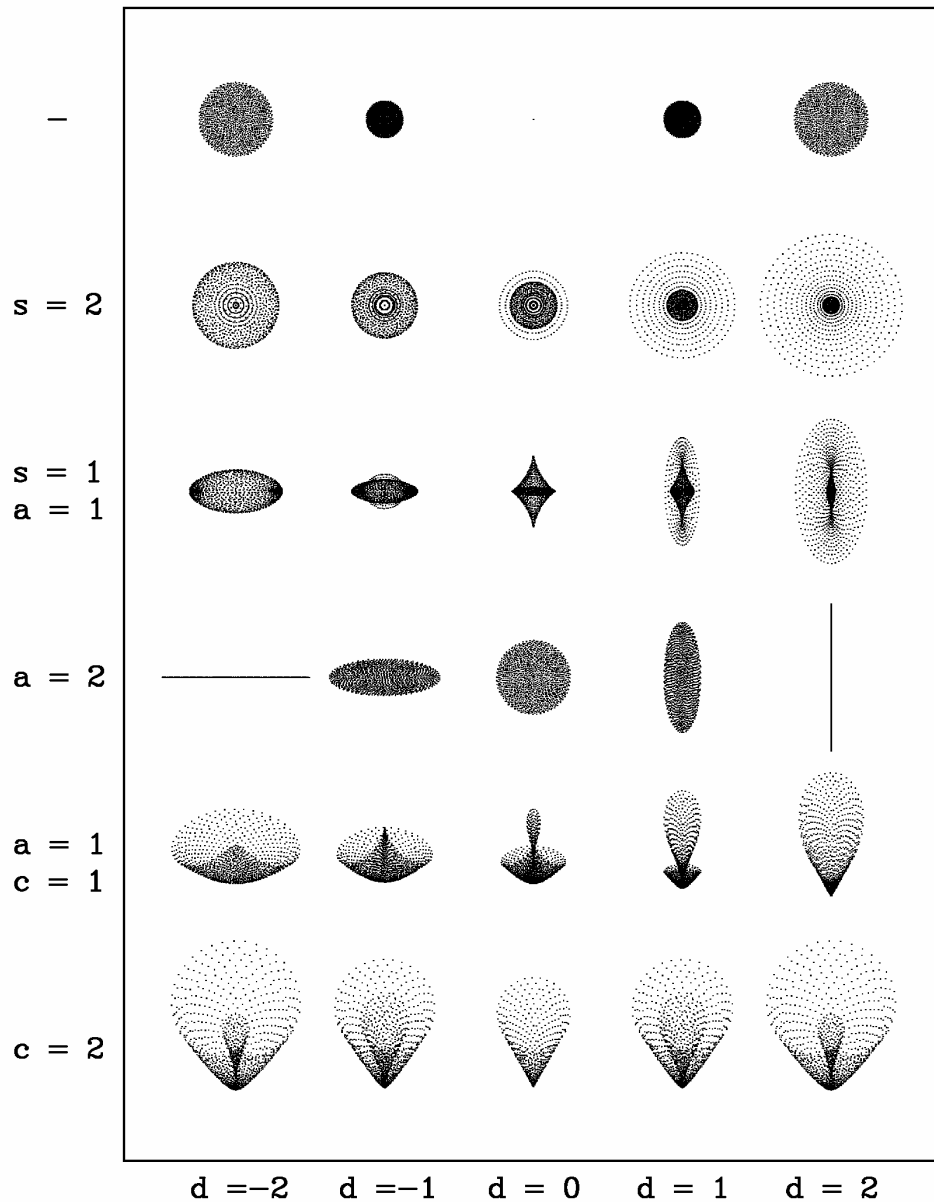 –
s = 2
s = 1
a = 1
a = 2
a = 1
c = 1
c = 2
d =-2 d =-1 d = 0 d = 1 d = 2